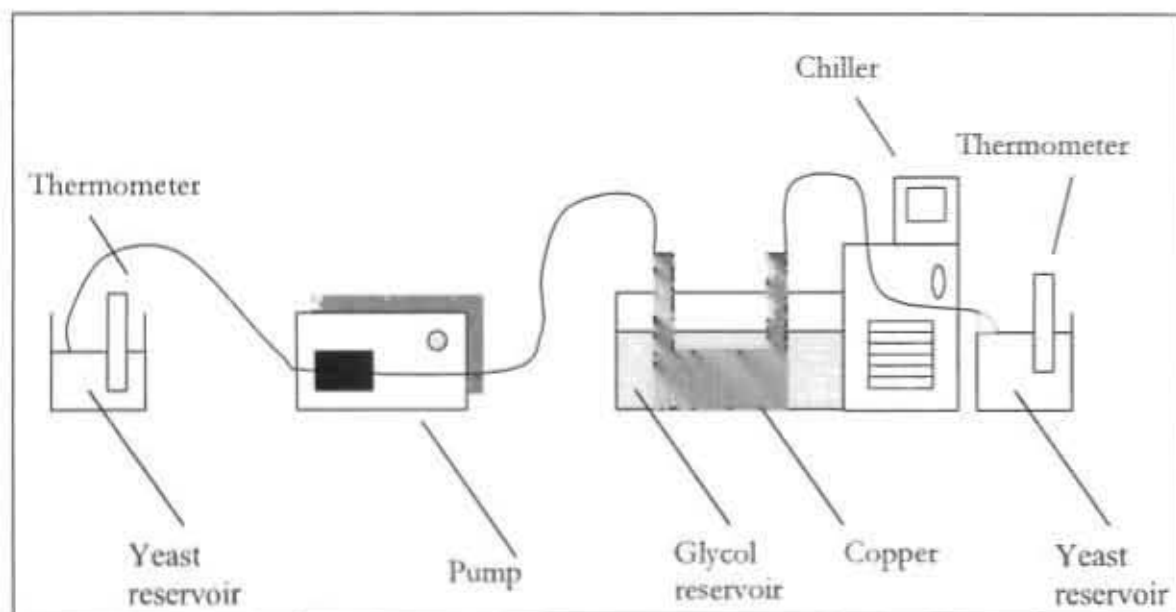 Chiller
Thermometer
Thermometer
Yeast
reservoir
Pump
Glycol
reservoir
Copper
Yeast
reservoir